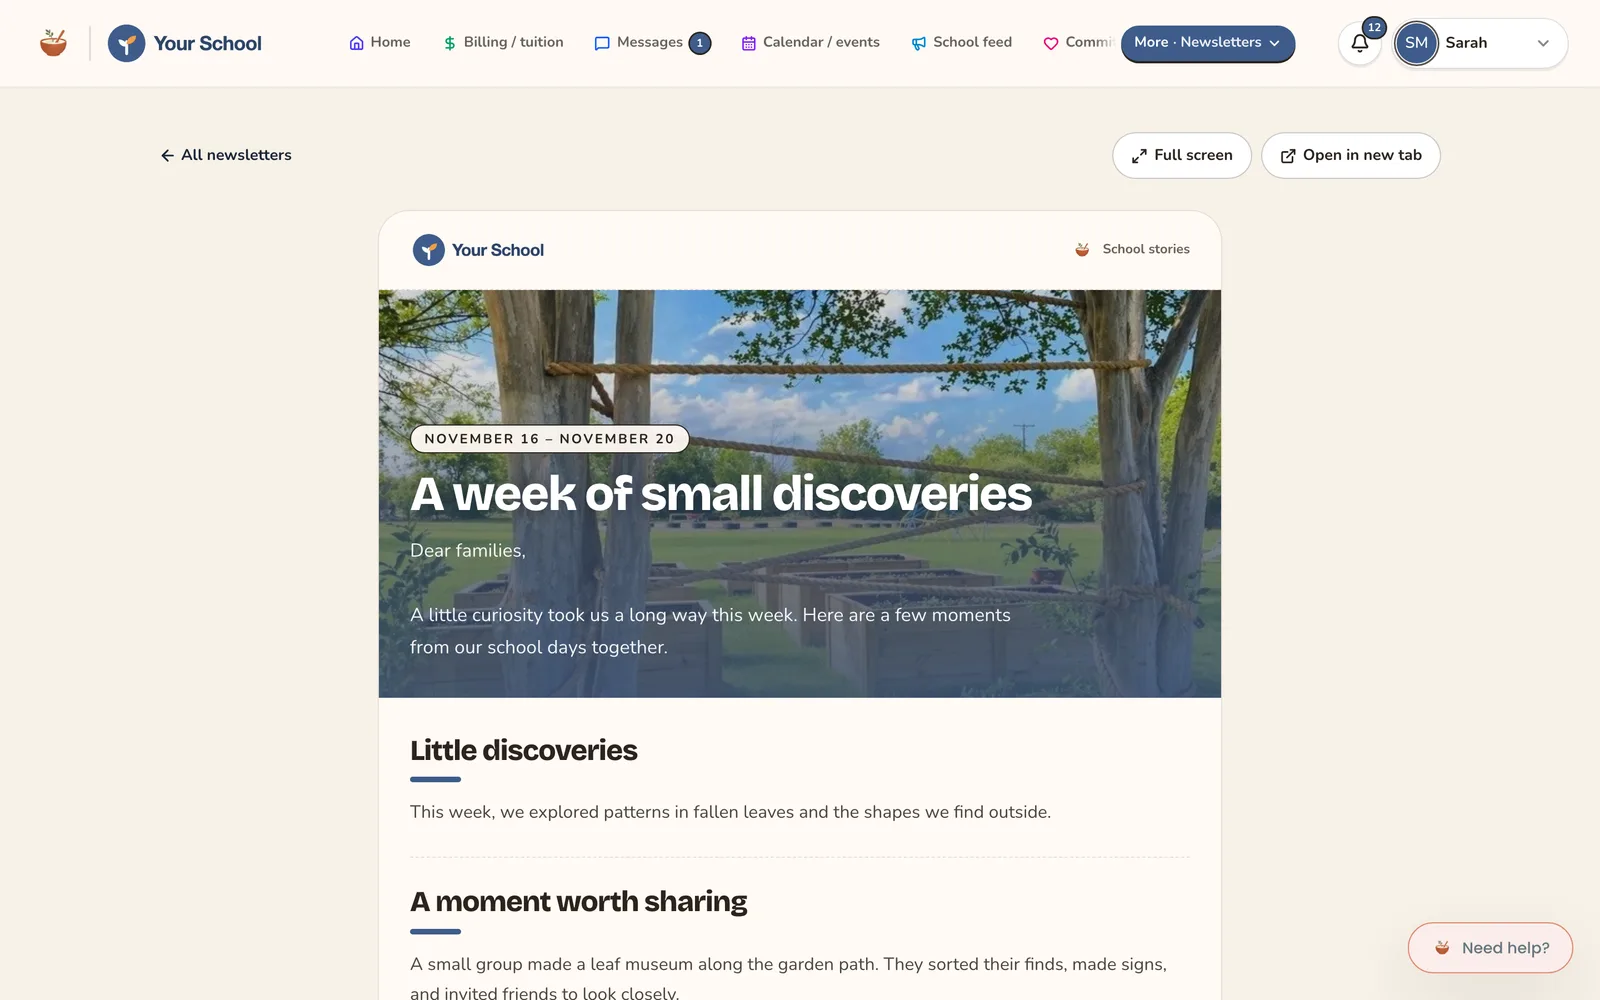 Your School
Home
Billing / tuition
Messages 1
Calendar / events
School feed
Commit
More · Newsletters
12
SM Sarah
All newsletters
Full screen
Open in new tab
Your School
School stories
NOVEMBER 16 – NOVEMBER 20
A week of small discoveries
Dear families,
A little curiosity took us a long way this week. Here are a few moments
from our school days together.
Little discoveries
This week, we explored patterns in fallen leaves and the shapes we find outside.
A moment worth sharing
A small group made a leaf museum along the garden path. They sorted their finds, made signs,
and invited friends to look closely.
Need help?